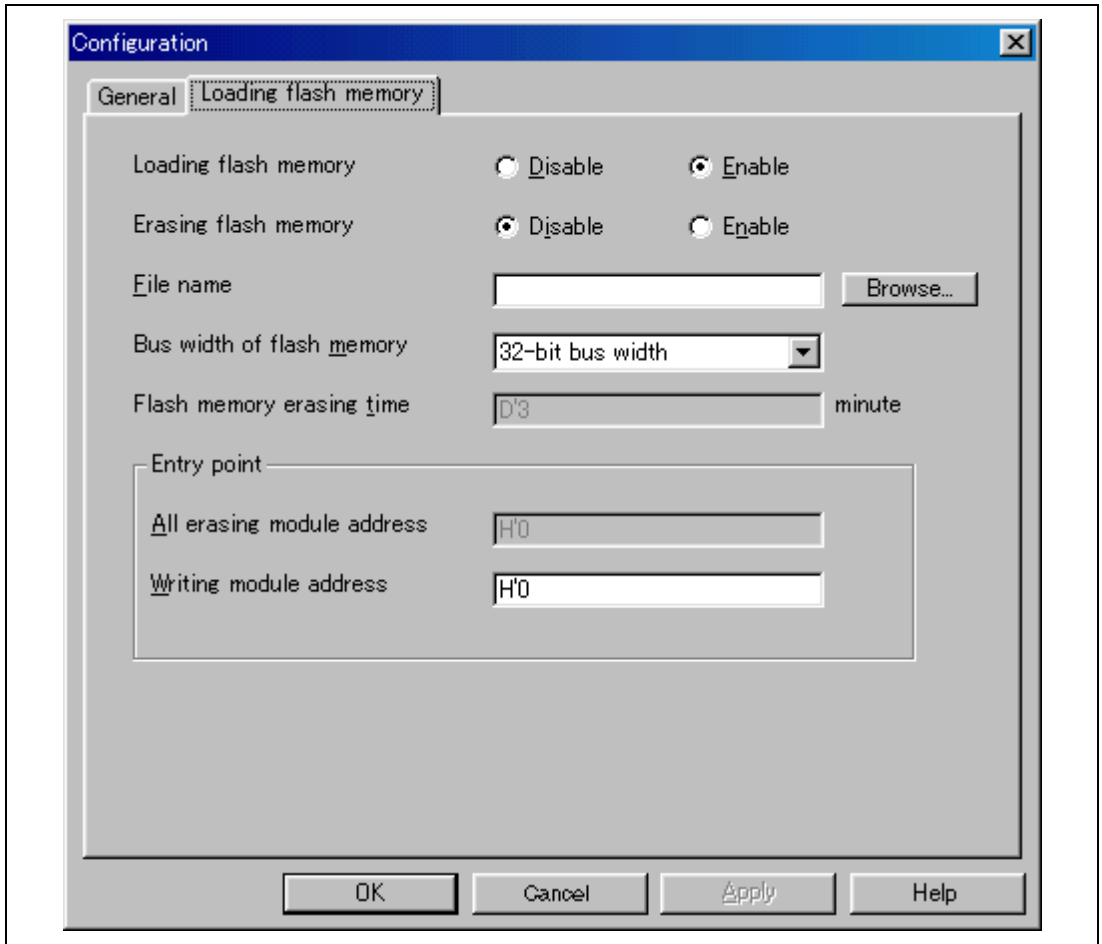 Configuration
General Loading flash memory
Loading flash memory Disable Enable
Erasing flash memory Disable Enable
File name Browse...
Bus width of flash memory 32-bit bus width
Flash memory erasing time D'3 minute
Entry point
All erasing module address H'0
Writing module address H'0
OK Cancel Apply Help